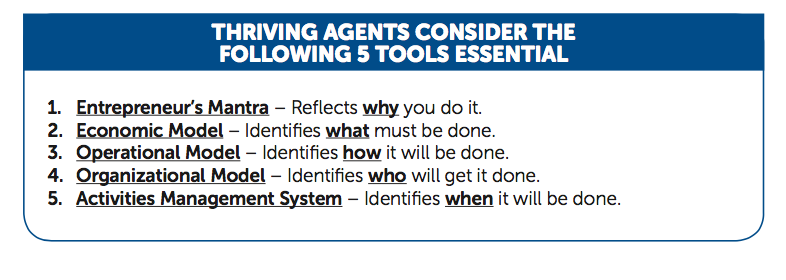 THRIVING AGENTS CONSIDER THE
FOLLOWING 5 TOOLS ESSENTIAL
1. Entrepreneur's Mantra – Reflects why you do it.
2. Economic Model – Identifies what must be done.
3. Operational Model – Identifies how it will be done.
4. Organizational Model – Identifies who will get it done.
5. Activities Management System – Identifies when it will be done.